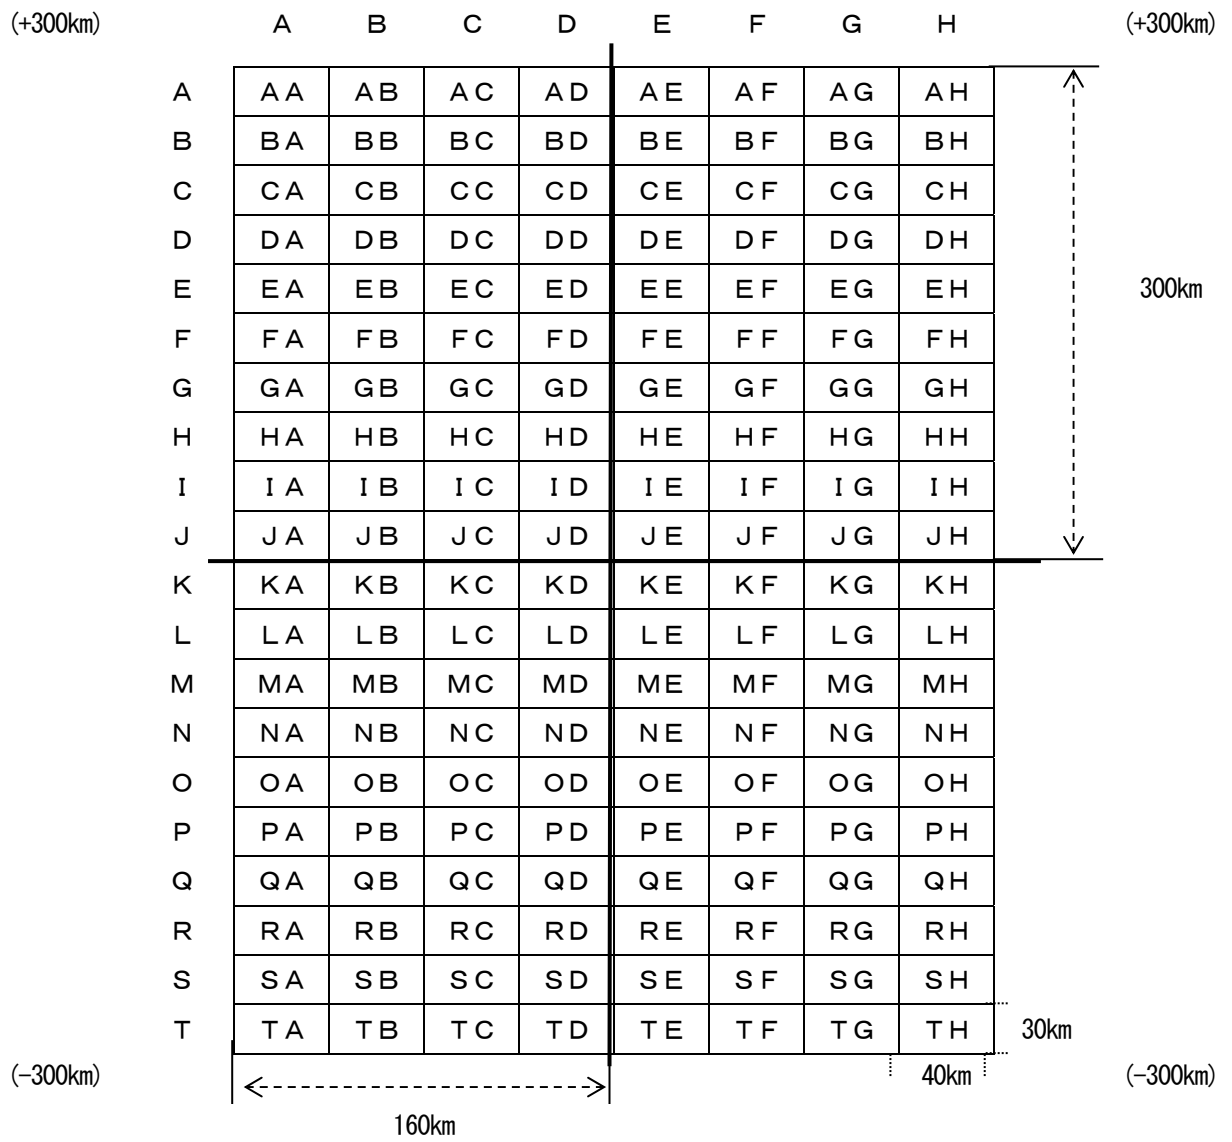 (+300km) A B C D E F G H (+300km)
A AA AB AC AD AE AF AG AH
B BA BB BC BD BE BF BG BH
C CA CB CC CD CE CF CG CH
D DA DB DC DD DE DF DG DH
E EA EB EC ED EE EF EG EH 300km
F FA FB FC FD FE FF FG FH
G GA GB GC GD GE GF GG GH
H HA HB HC HD HE HF HG HH
I IA IB IC ID IE IF IG IH
J JA JB JC JD JE JF JG JH
K KA KB KC KD KE KF KG KH
L LA LB LC LD LE LF LG LH
M MA MB MC MD ME MF MG MH
N NA NB NC ND NE NF NG NH
O OA OB OC OD OE OF OG OH
P PA PB PC PD PE PF PG PH
Q QA QB QC QD QE QF QG QH
R RA RB RC RD RE RF RG RH
S SA SB SC SD SE SF SG SH
T TA TB TC TD TE TF TG TH 30km
(-300km) 40km (-300km)
160km